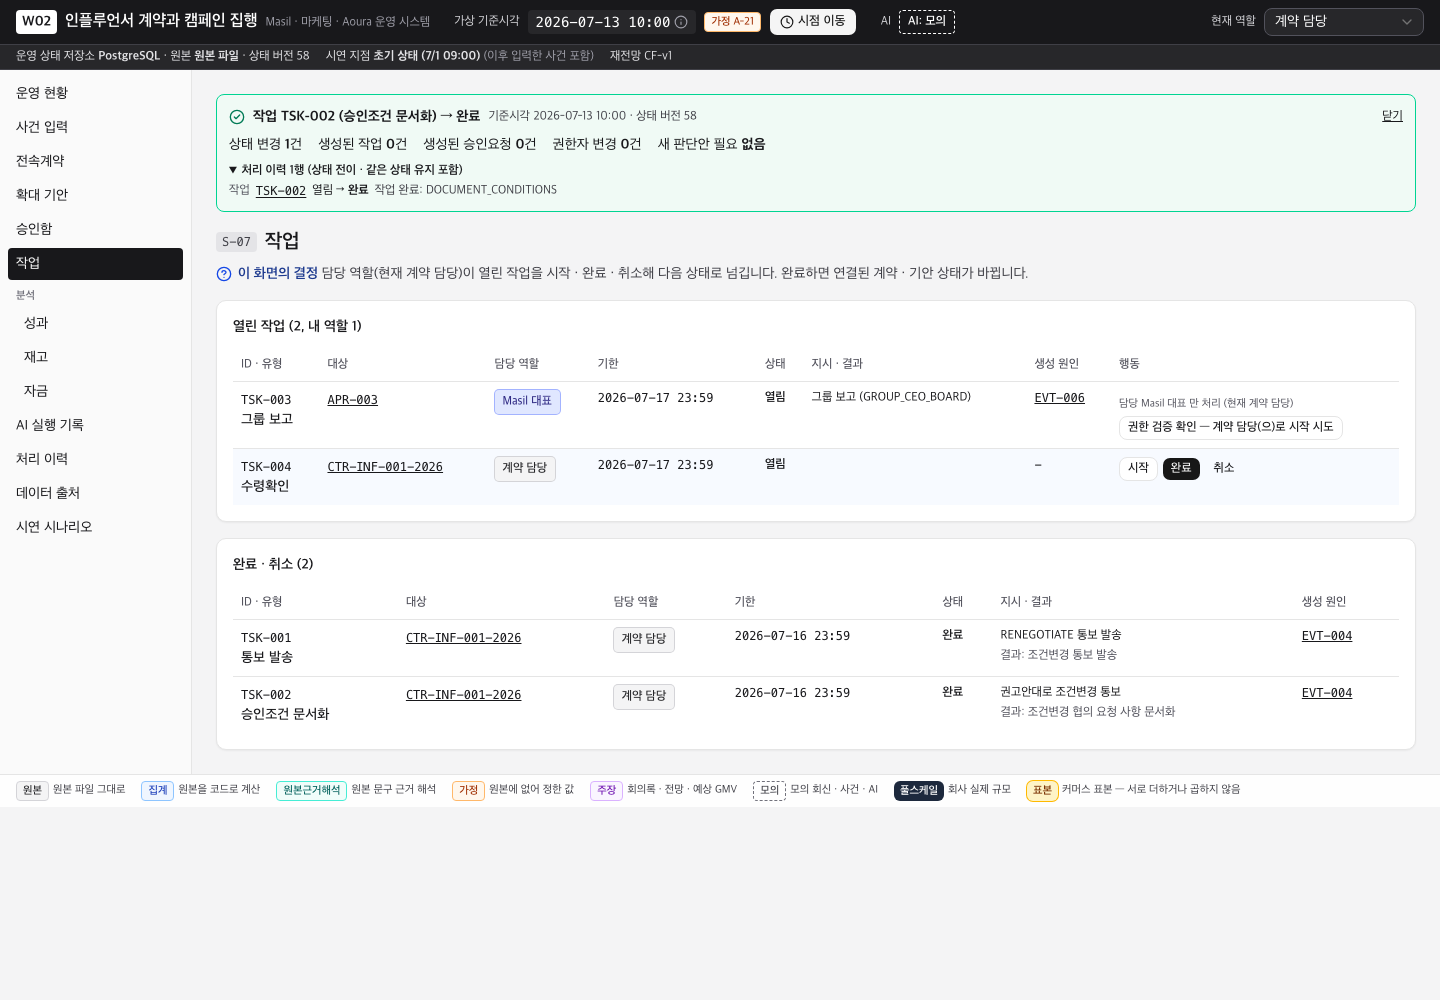 W02 인플루언서 계약과 캠페인 집행 Masil · 마케팅 · Aoura 운영 시스템 가상 기준시각 2026-07-13 10:00 가정 A-21 시점 이동 AI AI: 모의 현재 역할 계약 담당
운영 상태 저장소 PostgreSQL · 원본 원본 파일 · 상태 버전 58 시연 지점 초기 상태 (7/1 09:00) (이후 입력한 사건 포함) 재전망 CF-v1
운영 현황
사건 입력
전속계약
확대 기안
승인함
작업
분석
성과
재고
자금
AI 실행 기록
처리 이력
데이터 출처
시연 시나리오
작업 TSK-002 (승인조건 문서화) → 완료 기준시각 2026-07-13 10:00 · 상태 버전 58 닫기
상태 변경 1건 생성된 작업 0건 생성된 승인요청 0건 권한자 변경 0건 새 판단안 필요 없음
▼ 처리 이력 1행 (상태 전이 · 같은 상태 유지 포함)
작업 TSK-002 열림 → 완료 작업 완료: DOCUMENT_CONDITIONS
S-07 작업
이 화면의 결정 담당 역할(현재 계약 담당)이 열린 작업을 시작 · 완료 · 취소해 다음 상태로 넘깁니다. 완료하면 연결된 계약 · 기안 상태가 바뀝니다.
열린 작업 (2, 내 역할 1)
ID · 유형 대상 담당 역할 기한 상태 지시 · 결과 생성 원인 행동
TSK-003 APR-003 Masil 대표 2026-07-17 23:59 열림 그룹 보고 (GROUP_CEO_BOARD) EVT-006 담당 Masil 대표 만 처리 (현재 계약 담당)
그룹 보고 권한 검증 확인 — 계약 담당(으)로 시작 시도
TSK-004 CTR-INF-001-2026 계약 담당 2026-07-17 23:59 열림 – 시작 완료 취소
수령확인
완료 · 취소 (2)
ID · 유형 대상 담당 역할 기한 상태 지시 · 결과 생성 원인
TSK-001 CTR-INF-001-2026 계약 담당 2026-07-16 23:59 완료 RENEGOTIATE 통보 발송 EVT-004
통보 발송 결과: 조건변경 통보 발송
TSK-002 CTR-INF-001-2026 계약 담당 2026-07-16 23:59 완료 권고안대로 조건변경 통보 EVT-004
승인조건 문서화 결과: 조건변경 협의 요청 사항 문서화
원본 원본 파일 그대로 집계 원본을 코드로 계산 원본근거해석 원본 문구 근거 해석 가정 원본에 없어 정한 값 주장 회의록 · 전망 · 예상 GMV 모의 모의 회신 · 사건 · AI 풀스케일 회사 실제 규모 표본 커머스 표본 — 서로 더하거나 곱하지 않음